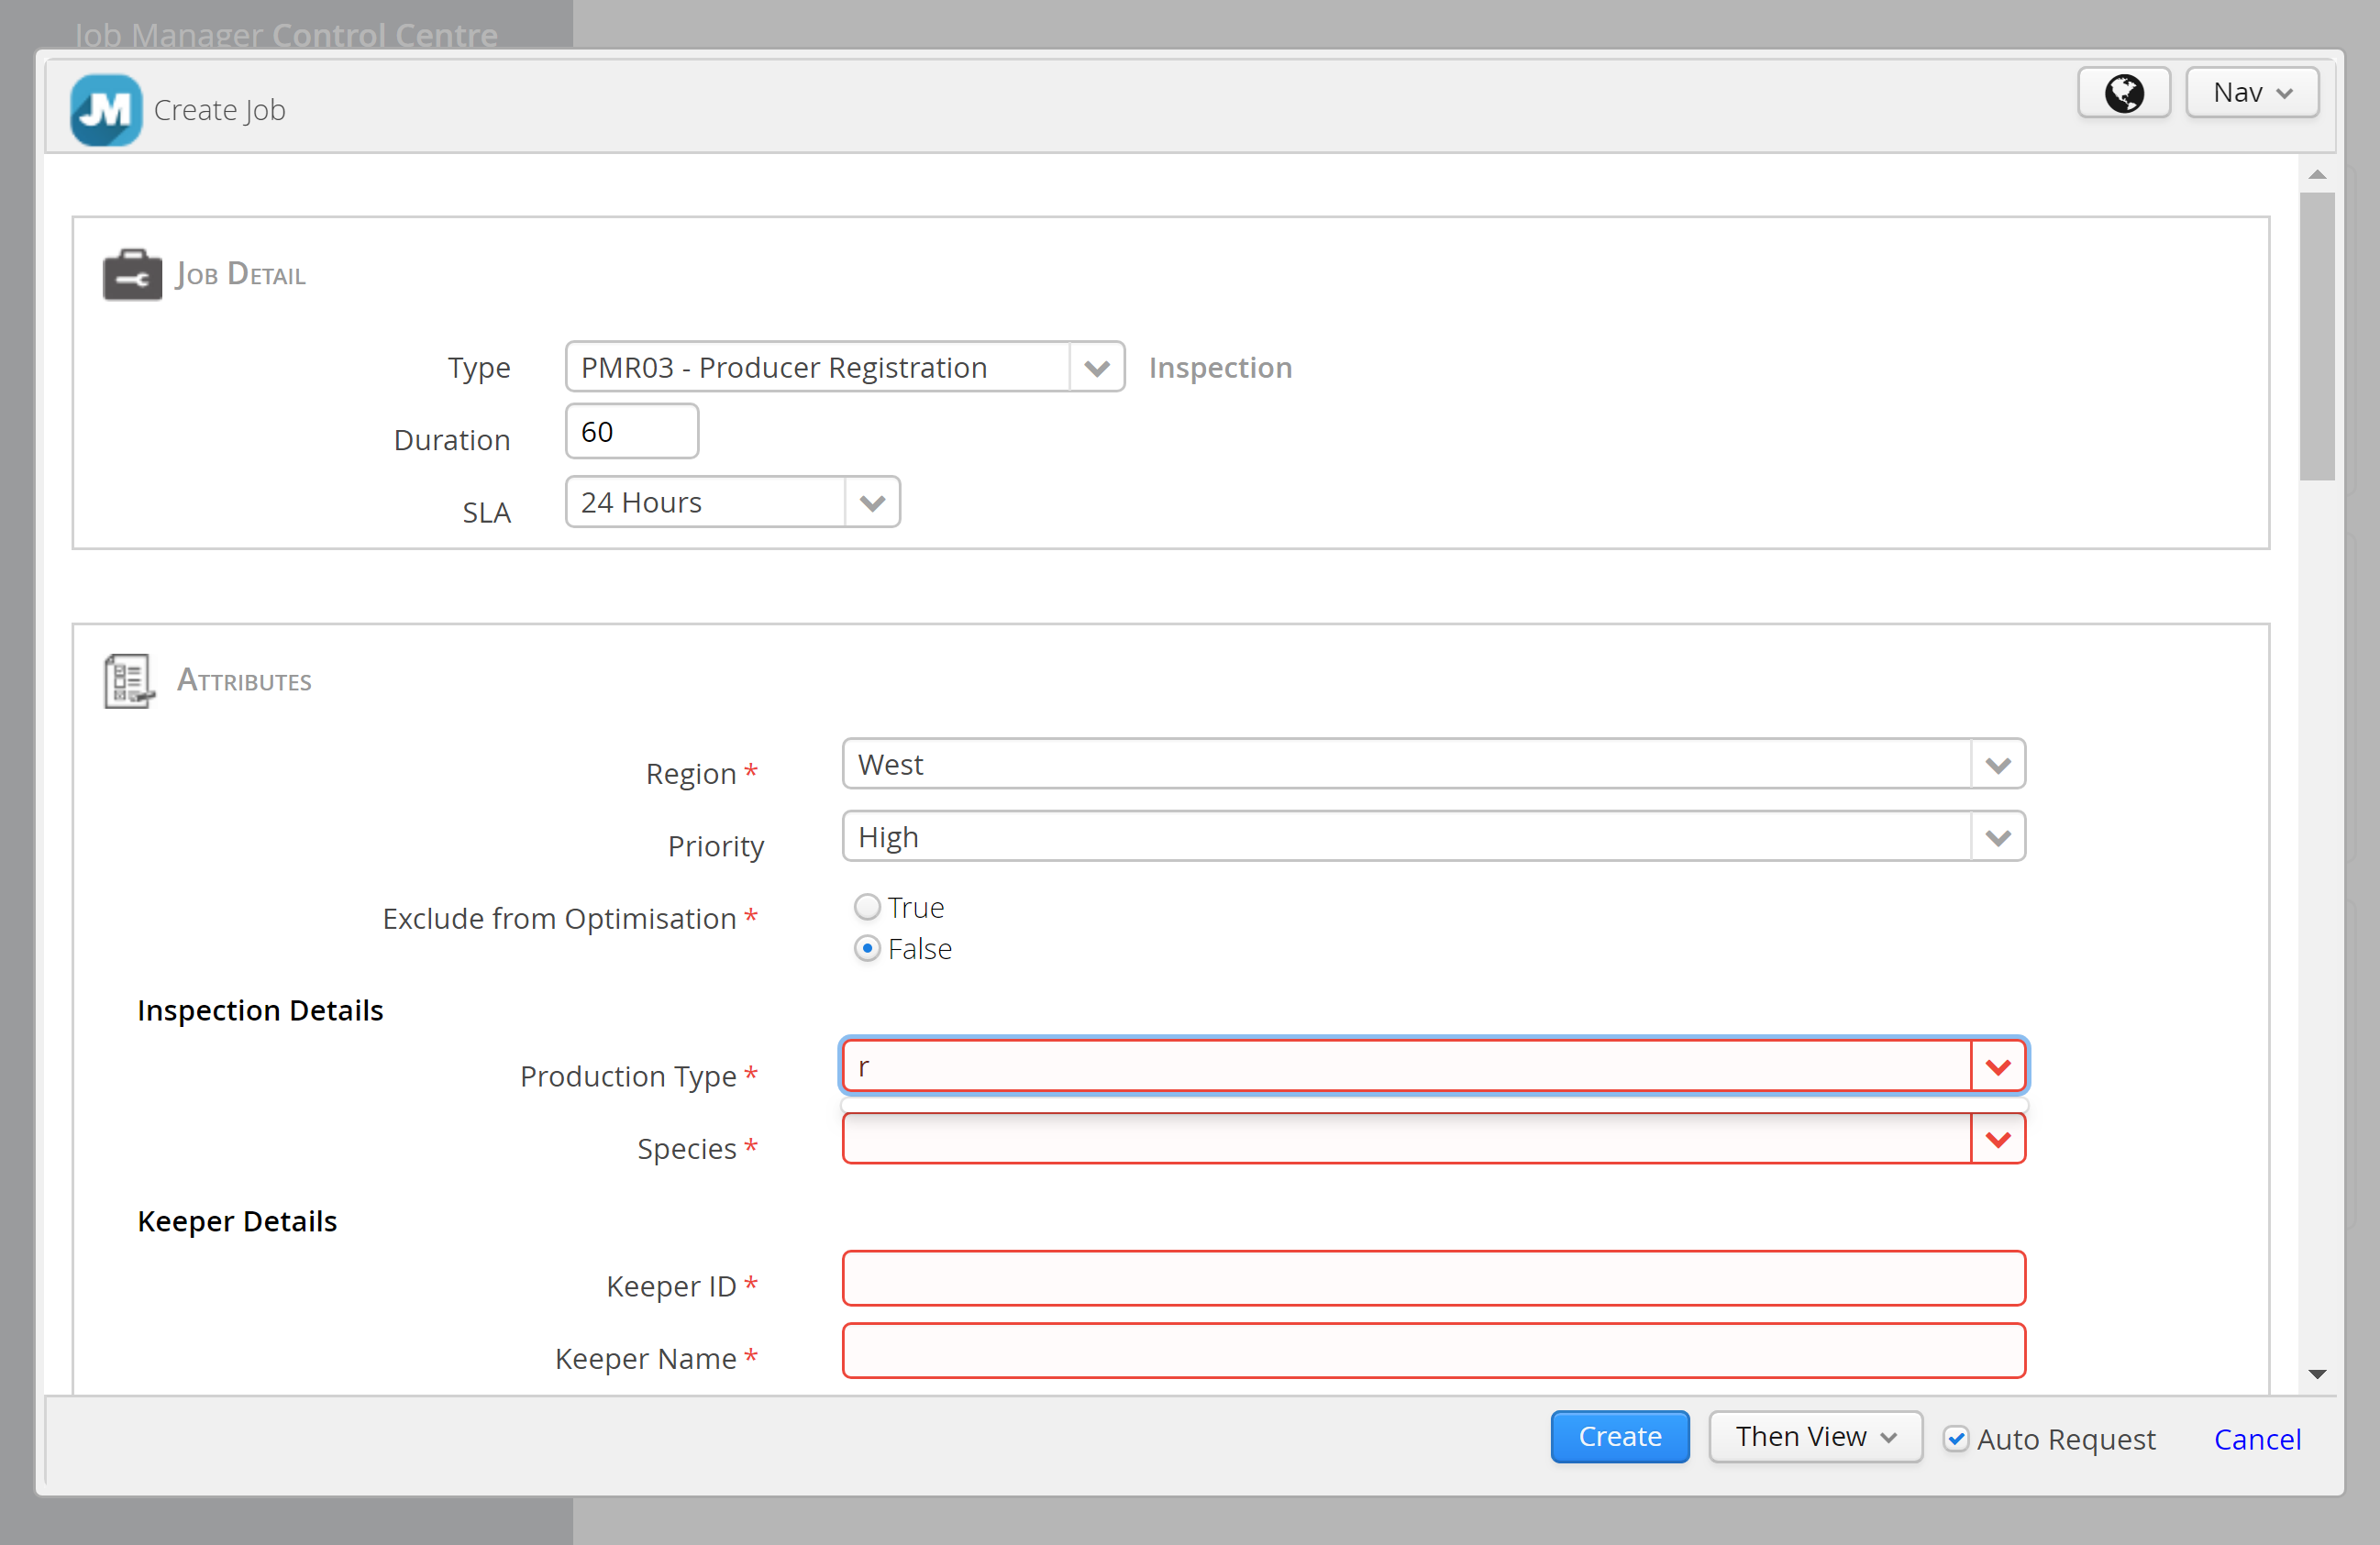 Job Manager Control Centre
JM Create Job
Nav
Job Detail
Type PMR03 - Producer Registration Inspection
Duration 60
SLA 24 Hours
Attributes
Region * West
Priority High
Exclude from Optimisation * True
False
Inspection Details
Production Type * r
Species *
Keeper Details
Keeper ID *
Keeper Name *
Create Then View Auto Request Cancel